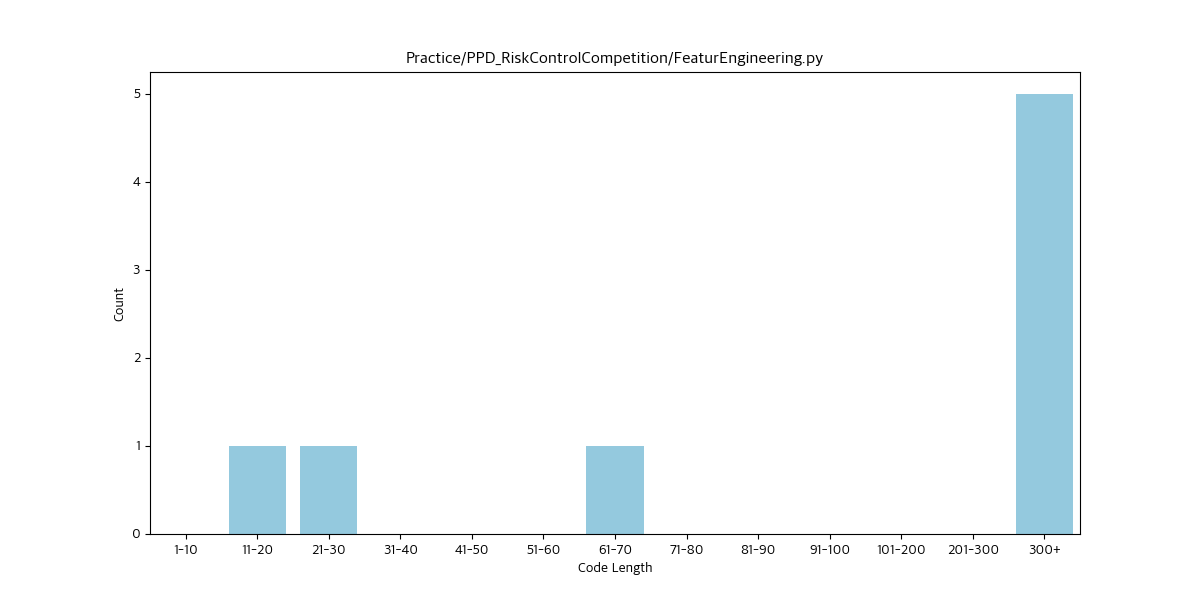 Practice/PPD_RiskControlCompetition/FeaturEngineering.py
5
4
3
2
1
0
Count
1-10 11-20 21-30 31-40 41-50 51-60 61-70 71-80 81-90 91-100 101-200 201-300 300+
Code Length